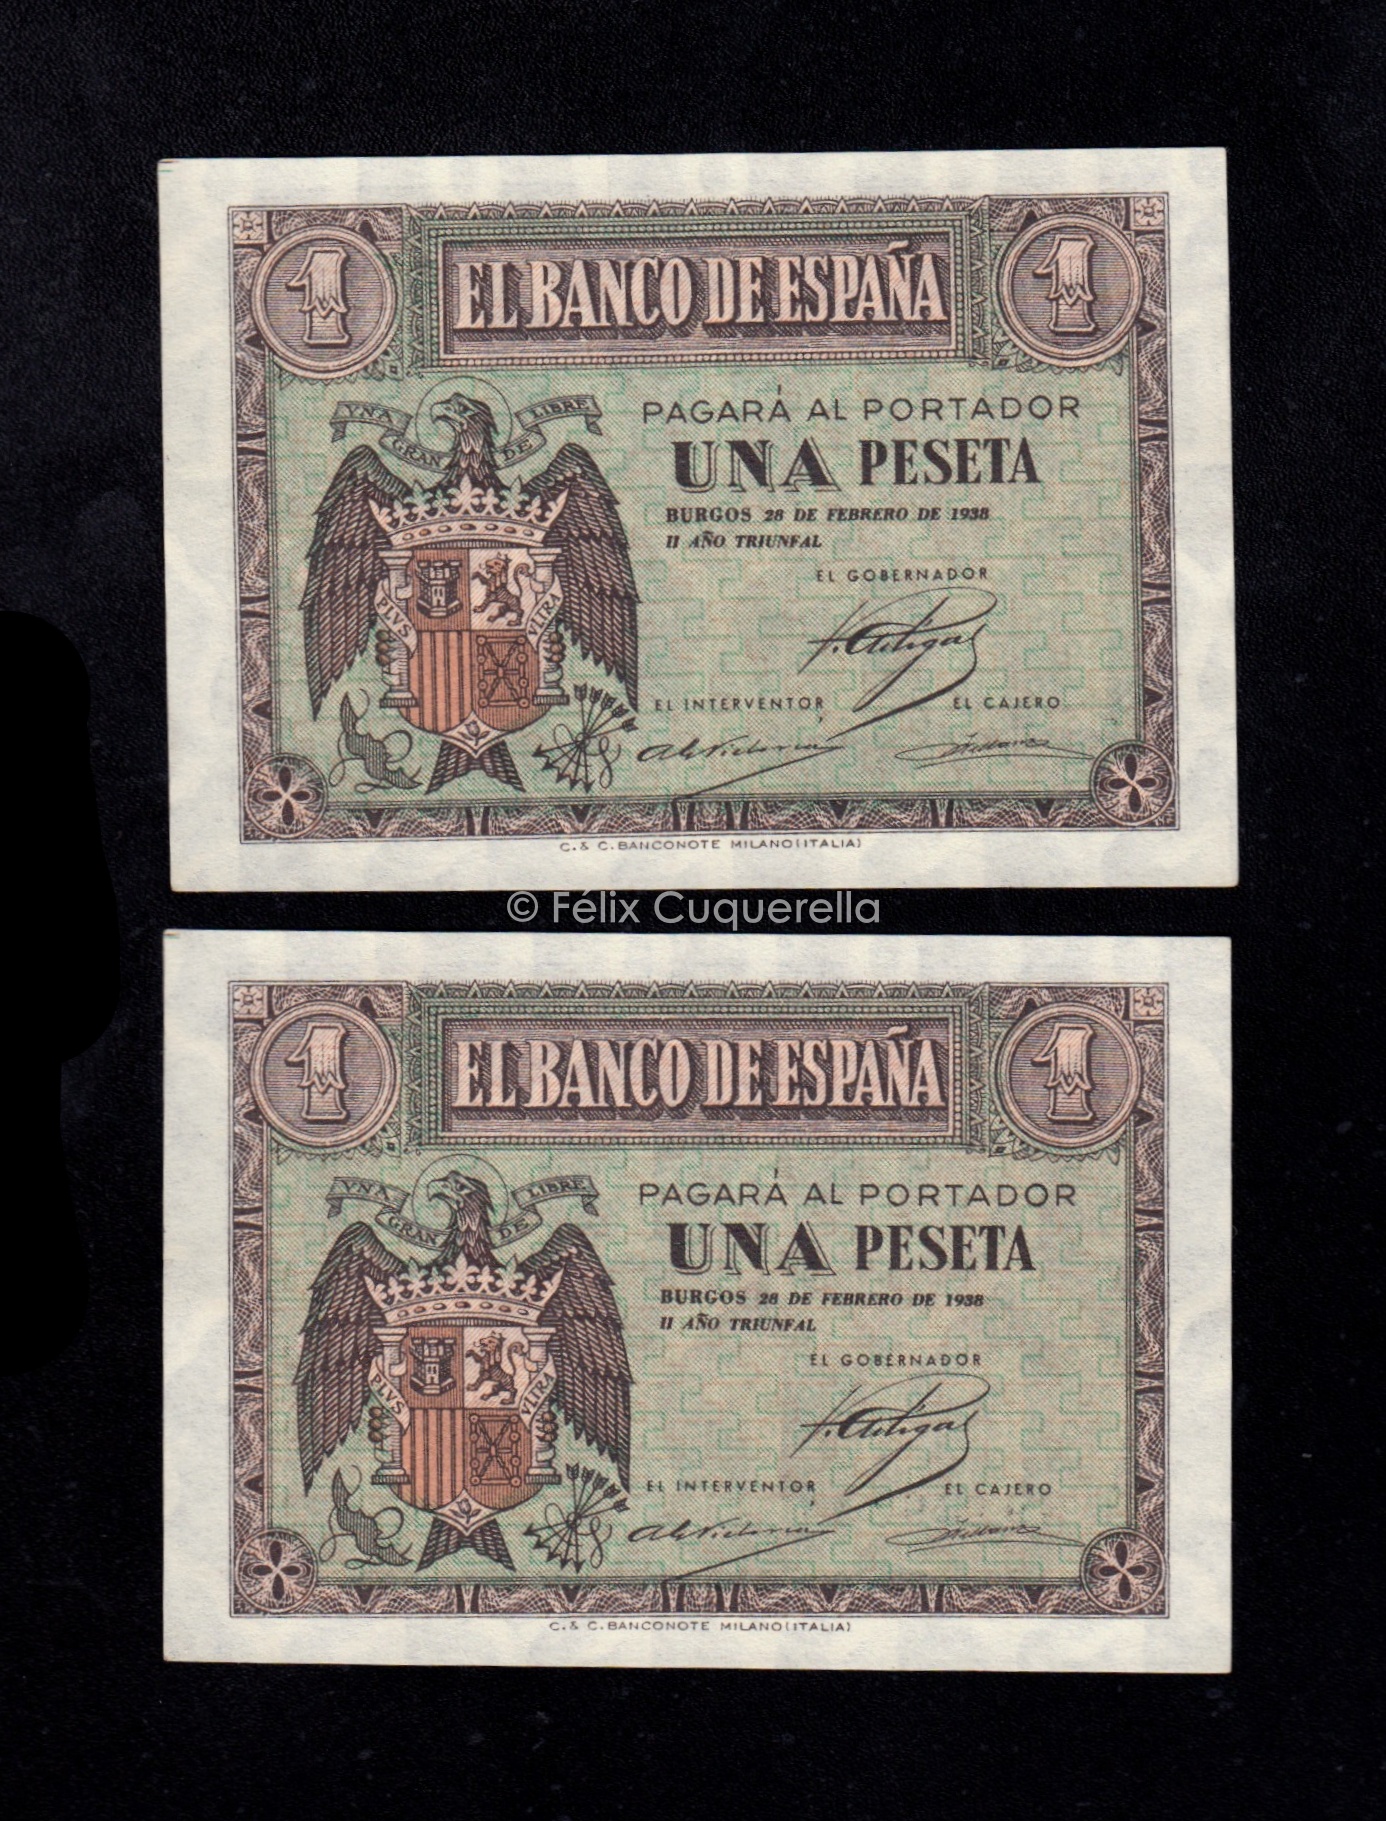 1
EL BANCO DE ESPAÑA
1
VNA GRANDE LIBRE
PAGARÁ AL PORTADOR
UNA PESETA
BURGOS 28 DE FEBRERO DE 1938
II AÑO TRIUNFAL
EL GOBERNADOR
PLVS VLTRA
EL INTERVENTOR,
EL CAJERO
C. & C. BANCONOTE MILANO (ITALIA)
© Félix Cuquerella
1
EL BANCO DE ESPAÑA
1
VNA GRANDE LIBRE
PAGARÁ AL PORTADOR
UNA PESETA
BURGOS 28 DE FEBRERO DE 1938
II AÑO TRIUNFAL
EL GOBERNADOR
PLVS VLTRA
EL INTERVENTOR,
EL CAJERO
C. & C. BANCONOTE MILANO (ITALIA)